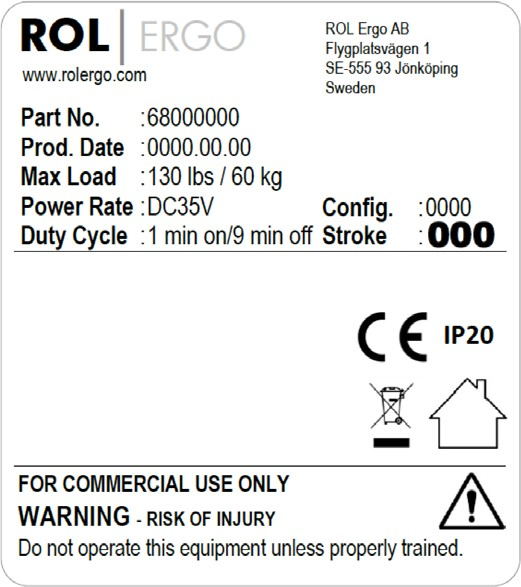 ROL ERGO
www.rolergo.com
ROL Ergo AB
Flygplatsvägen 1
SE-555 93 Jönköping
Sweden
Part No. :68000000
Prod. Date :0000.00.00
Max Load :130 lbs / 60 kg
Power Rate :DC35V
Config. :0000
Duty Cycle :1 min on/9 min off
Stroke :000
CE IP20
FOR COMMERCIAL USE ONLY
WARNING - RISK OF INJURY
Do not operate this equipment unless properly trained.